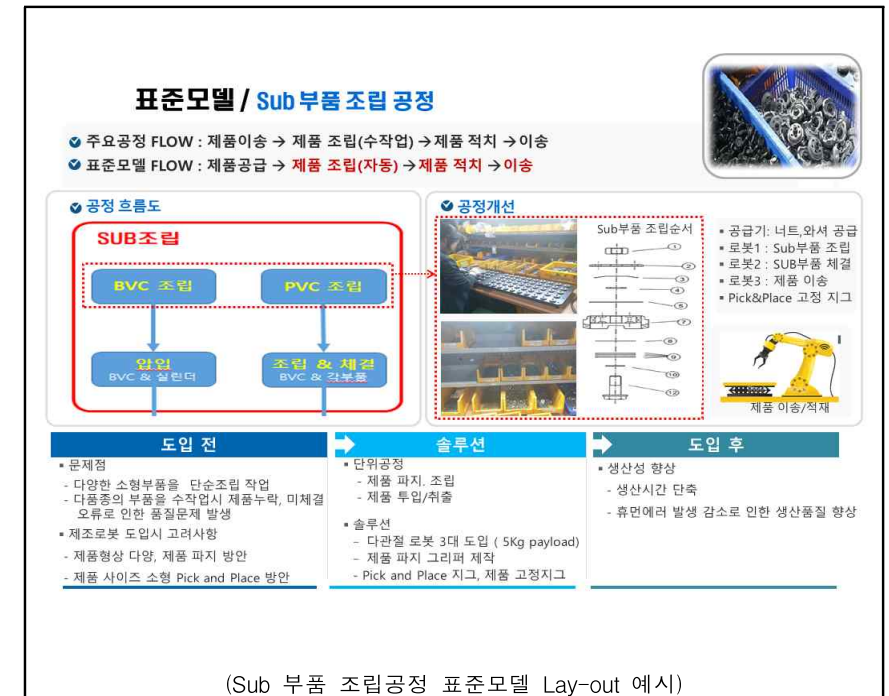 표준모델 / Sub 부품 조립 공정
주요공정 FLOW : 제품이송 → 제품 조립(수작업) → 제품 적치 → 이송
표준모델 FLOW : 제품공급 → 제품 조립(자동) → 제품 적치 → 이송
공정 흐름도
SUB조립
BVC 조립
PVC 조립
압입
BVC & 실린더
조립 & 체결
BVC & 각부품
공정개선
Sub부품 조립순서
1
2
3
4
5
7
8
9
10
12
▪ 공급기: 너트,와셔 공급
▪ 로봇1 : Sub부품 조립
▪ 로봇2 : SUB부품 체결
▪ 로봇3 : 제품 이송
▪ Pick&Place 고정 지그
제품 이송/적재
도입 전
▪ 문제점
- 다양한 소형부품을 단순조립 작업
- 다품종의 부품을 수작업시 제품누락, 미체결
오류로 인한 품질문제 발생
▪ 제조로봇 도입시 고려사항
- 제품형상 다양, 제품 파지 방안
- 제품 사이즈 소형 Pick and Place 방안
솔루션
▪ 단위공정
- 제품 파지. 조립
- 제품 투입/취출
▪ 솔루션
– 다관절 로봇 3대 도입 ( 5Kg payload)
– 제품 파지 그리퍼 제작
- Pick and Place 지그, 제품 고정지그
도입 후
▪ 생산성 향상
- 생산시간 단축
- 휴먼에러 발생 감소로 인한 생산품질 향상
(Sub 부품 조립공정 표준모델 Lay-out 예시)